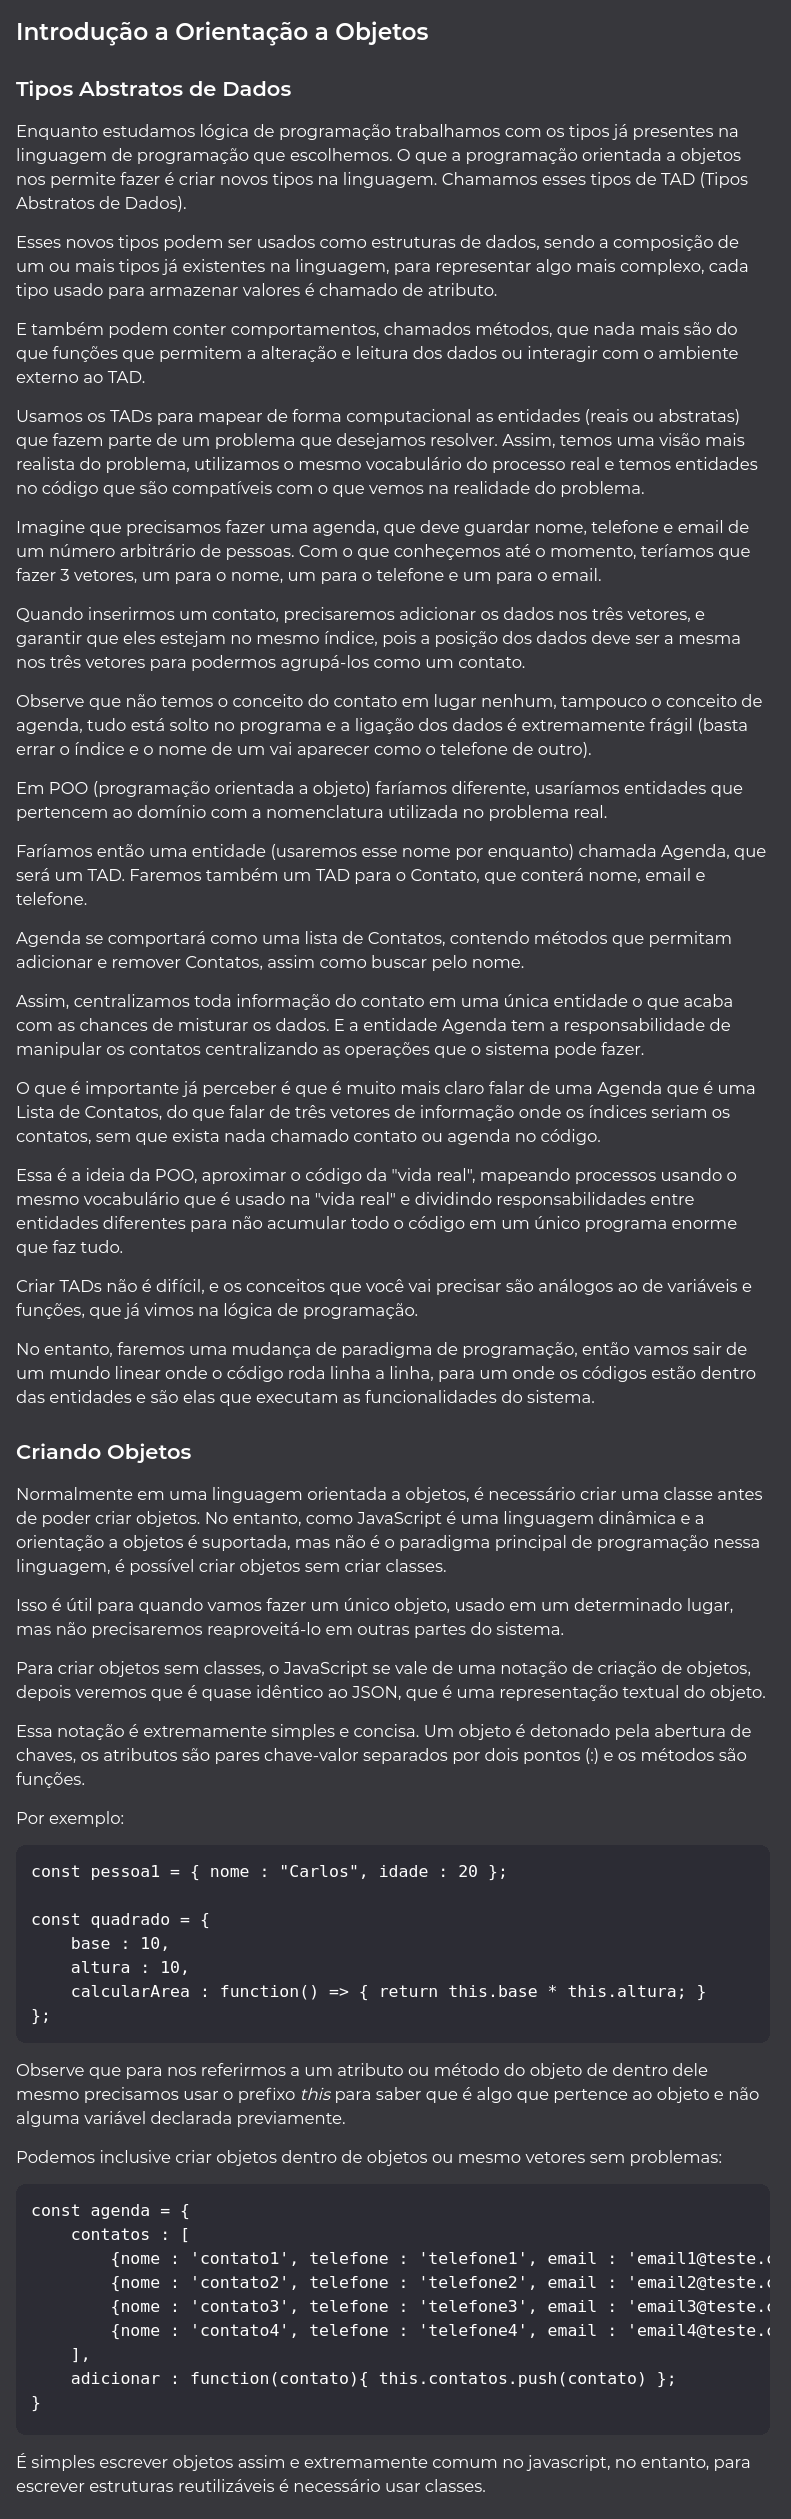 Introdução a Orientação a Objetos
Tipos Abstratos de Dados
Enquanto estudamos lógica de programação trabalhamos com os tipos já presentes na
linguagem de programação que escolhemos. O que a programação orientada a objetos
nos permite fazer é criar novos tipos na linguagem. Chamamos esses tipos de TAD (Tipos
Abstratos de Dados).
Esses novos tipos podem ser usados como estruturas de dados, sendo a composição de
um ou mais tipos já existentes na linguagem, para representar algo mais complexo, cada
tipo usado para armazenar valores é chamado de atributo.
E também podem conter comportamentos, chamados métodos, que nada mais são do
que funções que permitem a alteração e leitura dos dados ou interagir com o ambiente
externo ao TAD.
Usamos os TADs para mapear de forma computacional as entidades (reais ou abstratas)
que fazem parte de um problema que desejamos resolver. Assim, temos uma visão mais
realista do problema, utilizamos o mesmo vocabulário do processo real e temos entidades
no código que são compatíveis com o que vemos na realidade do problema.
Imagine que precisamos fazer uma agenda, que deve guardar nome, telefone e email de
um número arbitrário de pessoas. Com o que conheçemos até o momento, teríamos que
fazer 3 vetores, um para o nome, um para o telefone e um para o email.
Quando inserirmos um contato, precisaremos adicionar os dados nos três vetores, e
garantir que eles estejam no mesmo índice, pois a posição dos dados deve ser a mesma
nos três vetores para podermos agrupá-los como um contato.
Observe que não temos o conceito do contato em lugar nenhum, tampouco o conceito de
agenda, tudo está solto no programa e a ligação dos dados é extremamente frágil (basta
errar o índice e o nome de um vai aparecer como o telefone de outro).
Em POO (programação orientada a objeto) faríamos diferente, usaríamos entidades que
pertencem ao domínio com a nomenclatura utilizada no problema real.
Faríamos então uma entidade (usaremos esse nome por enquanto) chamada Agenda, que
será um TAD. Faremos também um TAD para o Contato, que conterá nome, email e
telefone.
Agenda se comportará como uma lista de Contatos, contendo métodos que permitam
adicionar e remover Contatos, assim como buscar pelo nome.
Assim, centralizamos toda informação do contato em uma única entidade o que acaba
com as chances de misturar os dados. E a entidade Agenda tem a responsabilidade de
manipular os contatos centralizando as operações que o sistema pode fazer.
O que é importante já perceber é que é muito mais claro falar de uma Agenda que é uma
Lista de Contatos, do que falar de três vetores de informação onde os índices seriam os
contatos, sem que exista nada chamado contato ou agenda no código.
Essa é a ideia da POO, aproximar o código da "vida real", mapeando processos usando o
mesmo vocabulário que é usado na "vida real" e dividindo responsabilidades entre
entidades diferentes para não acumular todo o código em um único programa enorme
que faz tudo.
Criar TADs não é difícil, e os conceitos que você vai precisar são análogos ao de variáveis e
funções, que já vimos na lógica de programação.
No entanto, faremos uma mudança de paradigma de programação, então vamos sair de
um mundo linear onde o código roda linha a linha, para um onde os códigos estão dentro
das entidades e são elas que executam as funcionalidades do sistema.
Criando Objetos
Normalmente em uma linguagem orientada a objetos, é necessário criar uma classe antes
de poder criar objetos. No entanto, como JavaScript é uma linguagem dinâmica e a
orientação a objetos é suportada, mas não é o paradigma principal de programação nessa
linguagem, é possível criar objetos sem criar classes.
Isso é útil para quando vamos fazer um único objeto, usado em um determinado lugar,
mas não precisaremos reaproveitá-lo em outras partes do sistema.
Para criar objetos sem classes, o JavaScript se vale de uma notação de criação de objetos,
depois veremos que é quase idêntico ao JSON, que é uma representação textual do objeto.
Essa notação é extremamente simples e concisa. Um objeto é detonado pela abertura de
chaves, os atributos são pares chave-valor separados por dois pontos (:) e os métodos são
funções.
Por exemplo:
const pessoa1 = { nome : "Carlos", idade : 20 };
const quadrado = {
    base : 10,
    altura : 10,
    calcularArea : function() => { return this.base * this.altura; }
};
Observe que para nos referirmos a um atributo ou método do objeto de dentro dele
mesmo precisamos usar o prefixo this para saber que é algo que pertence ao objeto e não
alguma variável declarada previamente.
Podemos inclusive criar objetos dentro de objetos ou mesmo vetores sem problemas:
const agenda = {
    contatos : [
        {nome : 'contato1', telefone : 'telefone1', email : 'email1@teste.c
        {nome : 'contato2', telefone : 'telefone2', email : 'email2@teste.c
        {nome : 'contato3', telefone : 'telefone3', email : 'email3@teste.c
        {nome : 'contato4', telefone : 'telefone4', email : 'email4@teste.c
    ],
    adicionar : function(contato){ this.contatos.push(contato) };
}
É simples escrever objetos assim e extremamente comum no javascript, no entanto, para
escrever estruturas reutilizáveis é necessário usar classes.